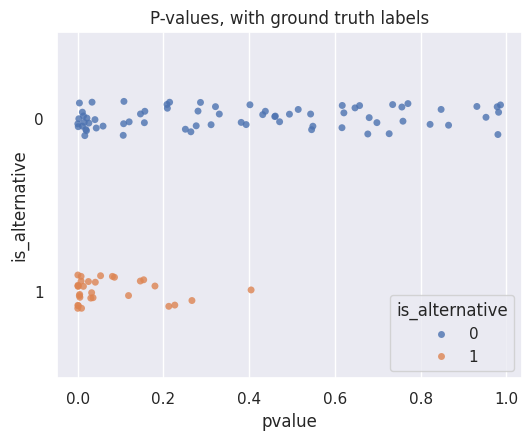 P-values, with ground truth labels
is_alternative
0
1
is_alternative
0
1
0.0 0.2 0.4 0.6 0.8 1.0
pvalue